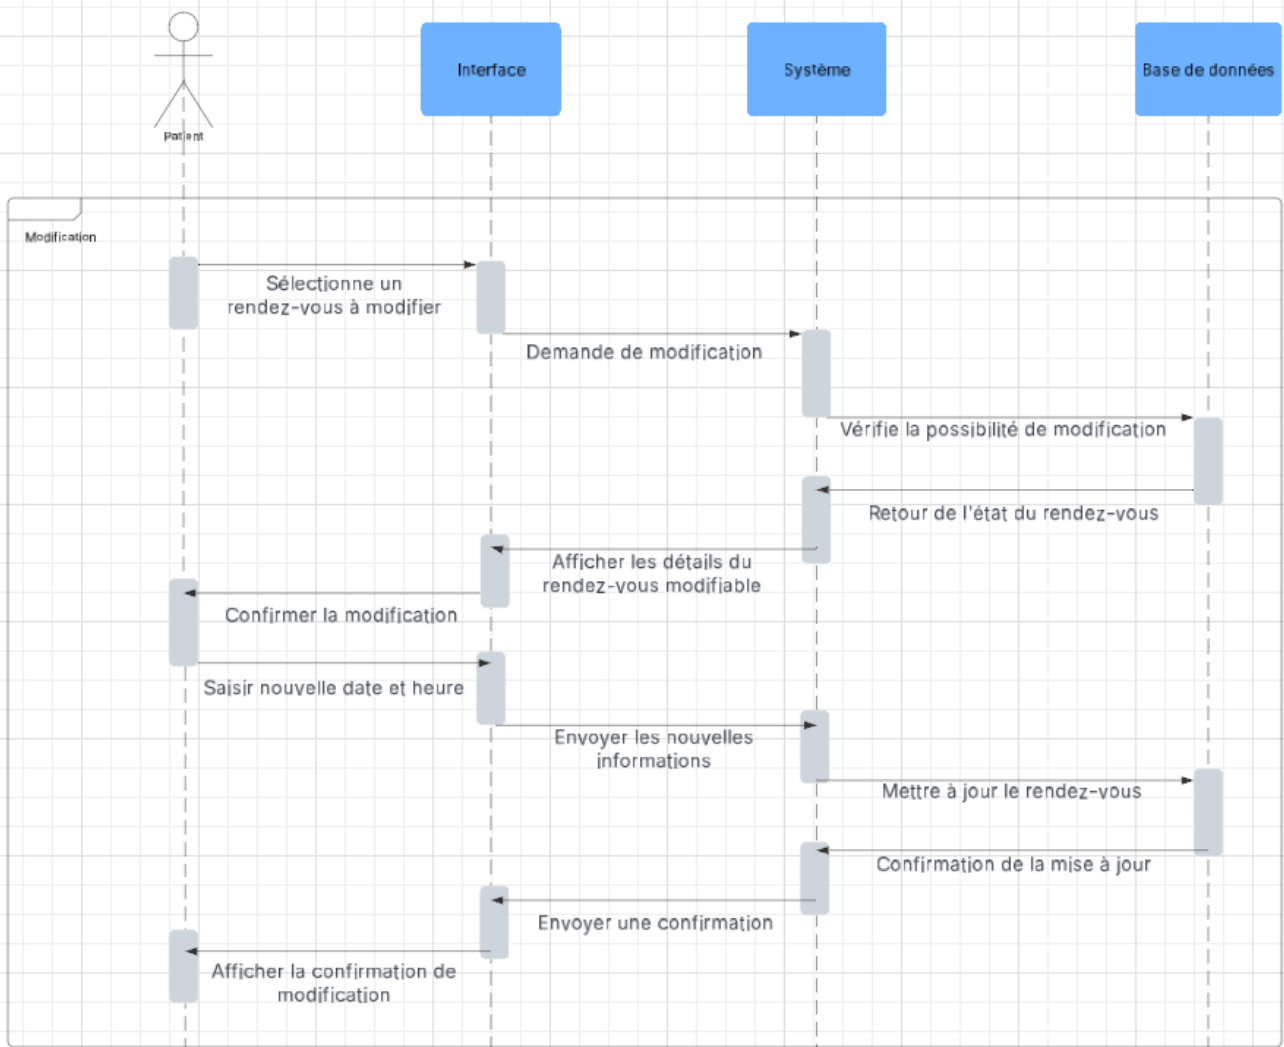 Patient
Interface
Système
Base de données
Modification
Sélectionne un
rendez-vous à modifier
Demande de modification
Vérifie la possibilité de modification
Retour de l'état du rendez-vous
Afficher les détails du
rendez-vous modifiable
Confirmer la modification
Saisir nouvelle date et heure
Envoyer les nouvelles
informations
Mettre à jour le rendez-vous
Confirmation de la mise à jour
Envoyer une confirmation
Afficher la confirmation de
modification